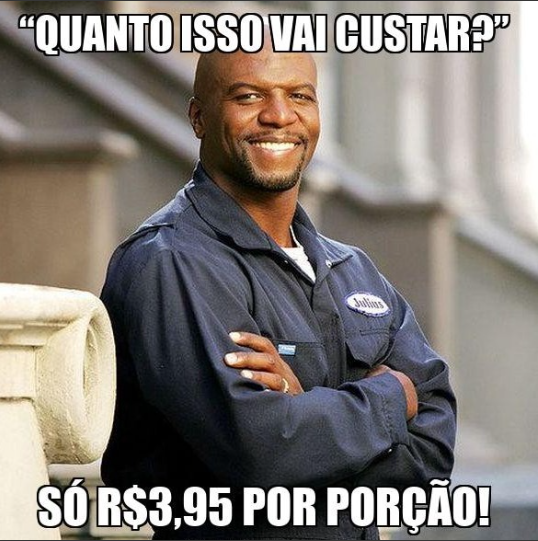 “QUANTO ISSO VAI CUSTAR?”
Julius
SÓ R$3,95 POR PORÇÃO!